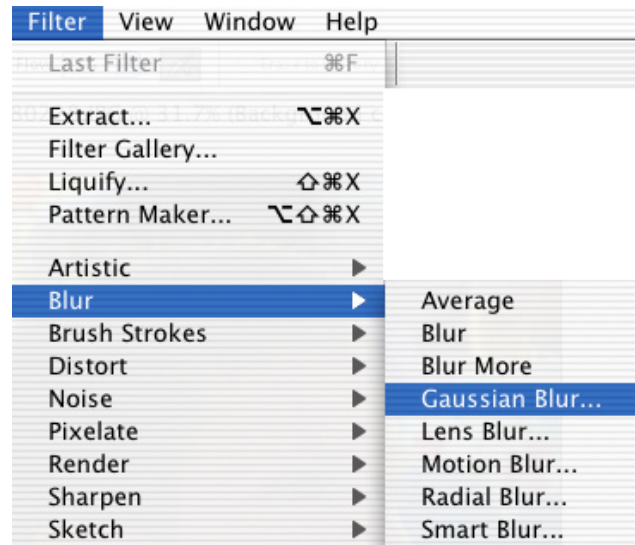 Filter View Window Help
Last Filter ⌘F
Extract... ⌥⌘X
Filter Gallery...
Liquify... ⇧⌘X
Pattern Maker... ⌥⇧⌘X
Artistic
Blur
Brush Strokes
Distort
Noise
Pixelate
Render
Sharpen
Sketch
Average
Blur
Blur More
Gaussian Blur...
Lens Blur...
Motion Blur...
Radial Blur...
Smart Blur...